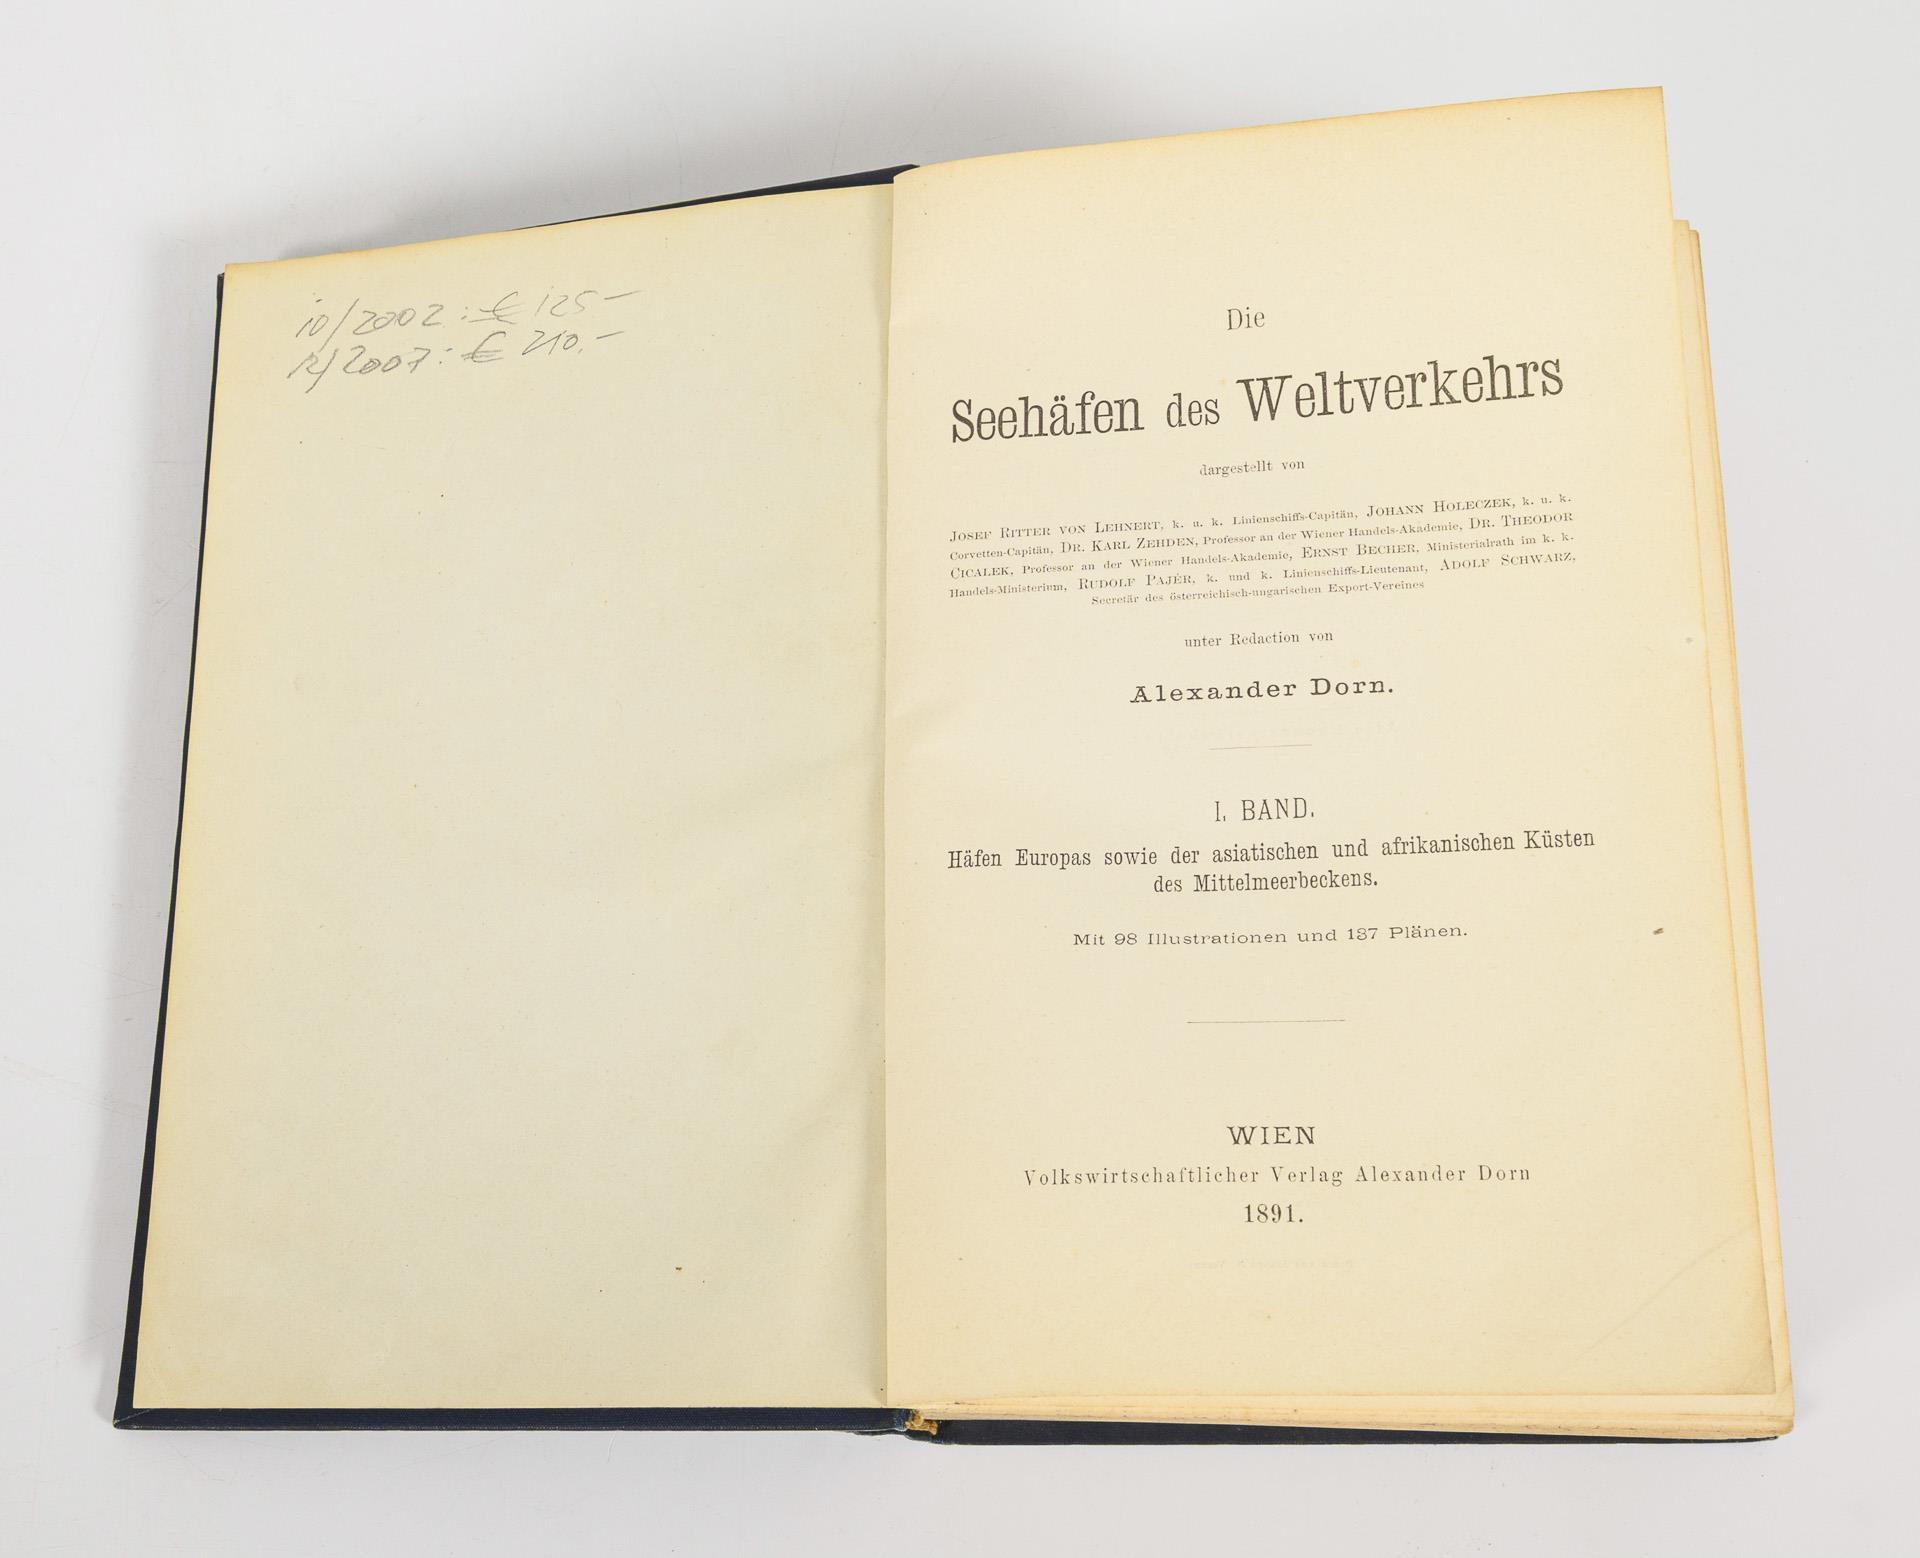 10/2002: € 125-
12/2007: € 210.-
Die
Seehäfen des Weltverkehrs
dargestellt von
Josef Ritter von Lehnert, k. u. k. Linienschiffs-Capitän, Johann Holeczek, k. u. k.
Corvetten-Capitän, Dr. Karl Zehden, Professor an der Wiener Handels-Akademie, Dr. Theodor
Cicalek, Professor an der Wiener Handels-Akademie, Ernst Becher, Ministerialrath im k. k.
Handels-Ministerium, Rudolf Pajér, k. und k. Linienschiffs-Lieutenant, Adolf Schwarz,
Secretär des österreichisch-ungarischen Export-Vereines
unter Redaction von
Alexander Dorn.
I. BAND.
Häfen Europas sowie der asiatischen und afrikanischen Küsten
des Mittelmeerbeckens.
Mit 98 Illustrationen und 137 Plänen.
WIEN
Volkswirtschaftlicher Verlag Alexander Dorn
1891.